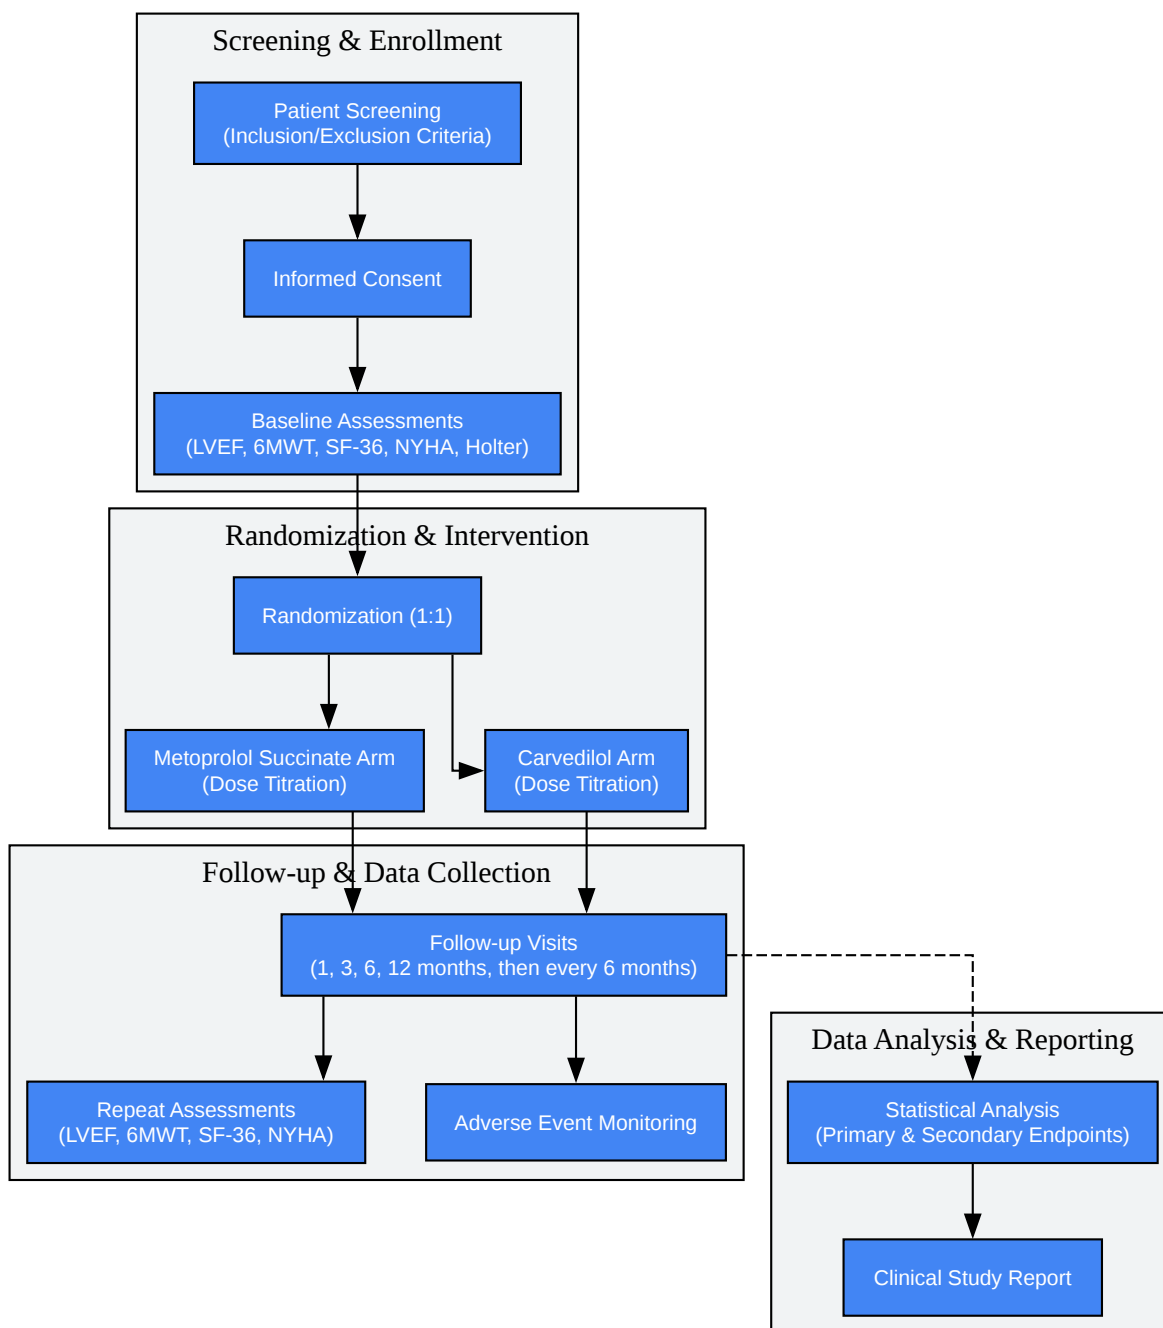 Screening & Enrollment
Patient Screening
(Inclusion/Exclusion Criteria)
Informed Consent
Baseline Assessments
(LVEF, 6MWT, SF-36, NYHA, Holter)
Randomization & Intervention
Randomization (1:1)
Metoprolol Succinate Arm
(Dose Titration)
Carvedilol Arm
(Dose Titration)
Follow-up & Data Collection
Follow-up Visits
(1, 3, 6, 12 months, then every 6 months)
Repeat Assessments
(LVEF, 6MWT, SF-36, NYHA)
Adverse Event Monitoring
Data Analysis & Reporting
Statistical Analysis
(Primary & Secondary Endpoints)
Clinical Study Report